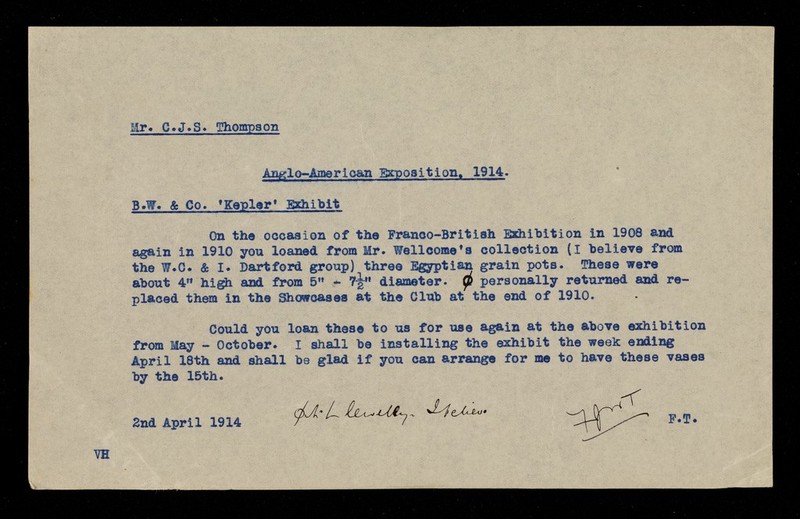 Mr. C.J.S. Thompson
Anglo-American Exposition, 1914.
B.W. & Co. 'Kepler' Exhibit
On the occasion of the Franco-British Exhibition in 1908 and
again in 1910 you loaned from Mr. Wellcome's collection (I believe from
the W.C. & I. Dartford group) three Egyptian grain pots. These were
about 4" high and from 5" - 7½" diameter. φ personally returned and re-
placed them in the Showcases at the Club at the end of 1910.
Could you loan these to us for use again at the above exhibition
from May - October. I shall be installing the exhibit the week ending
April 18th and shall be glad if you can arrange for me to have these vases
by the 15th.
φ Mr Llewellyn I believe
2nd April 1914
F.T.
VH